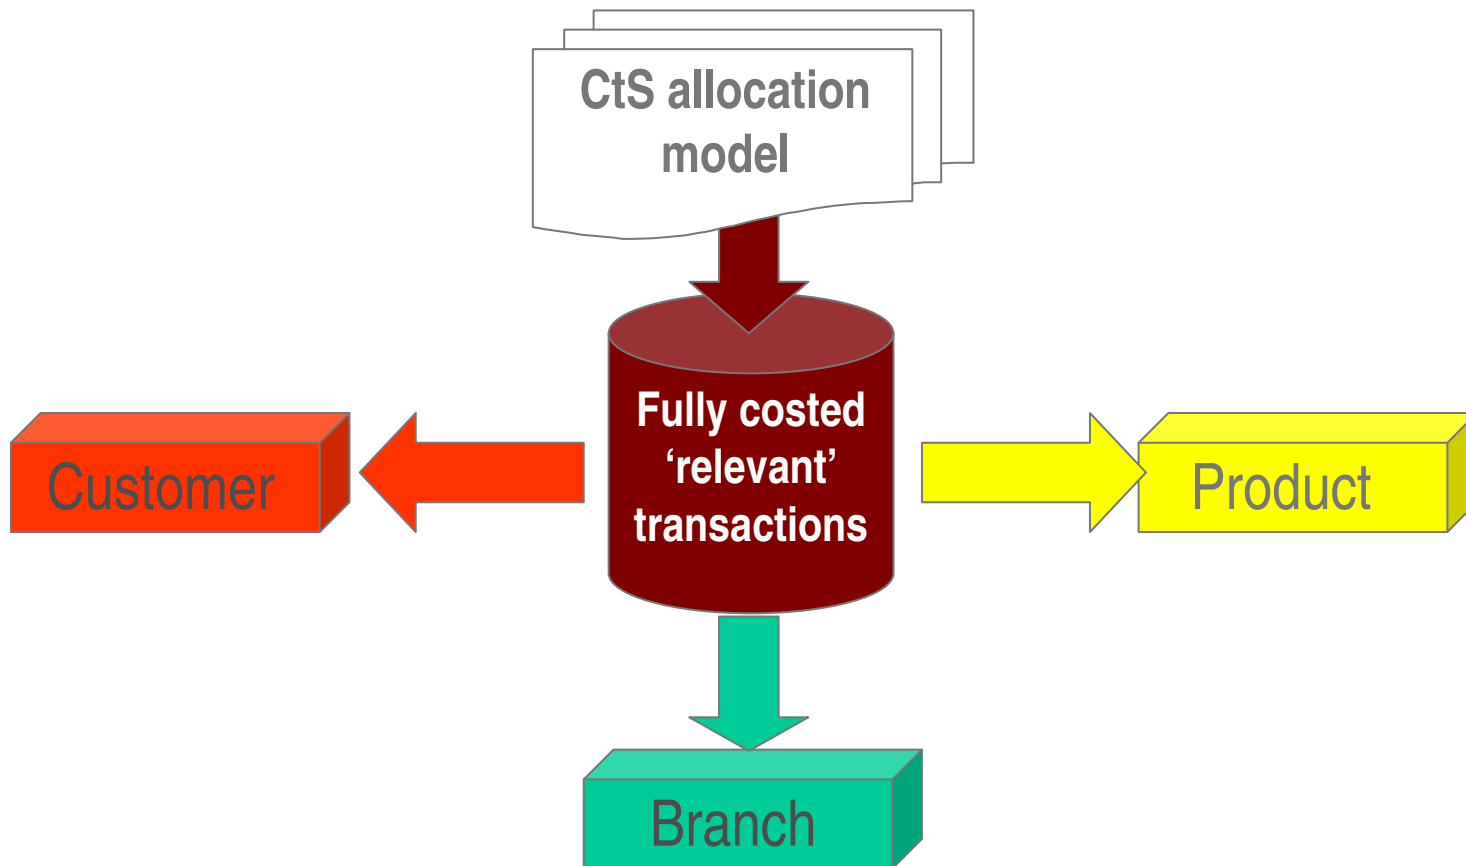 CtS allocation
model
Fully costed
‘relevant’
transactions
Customer
Product
Branch